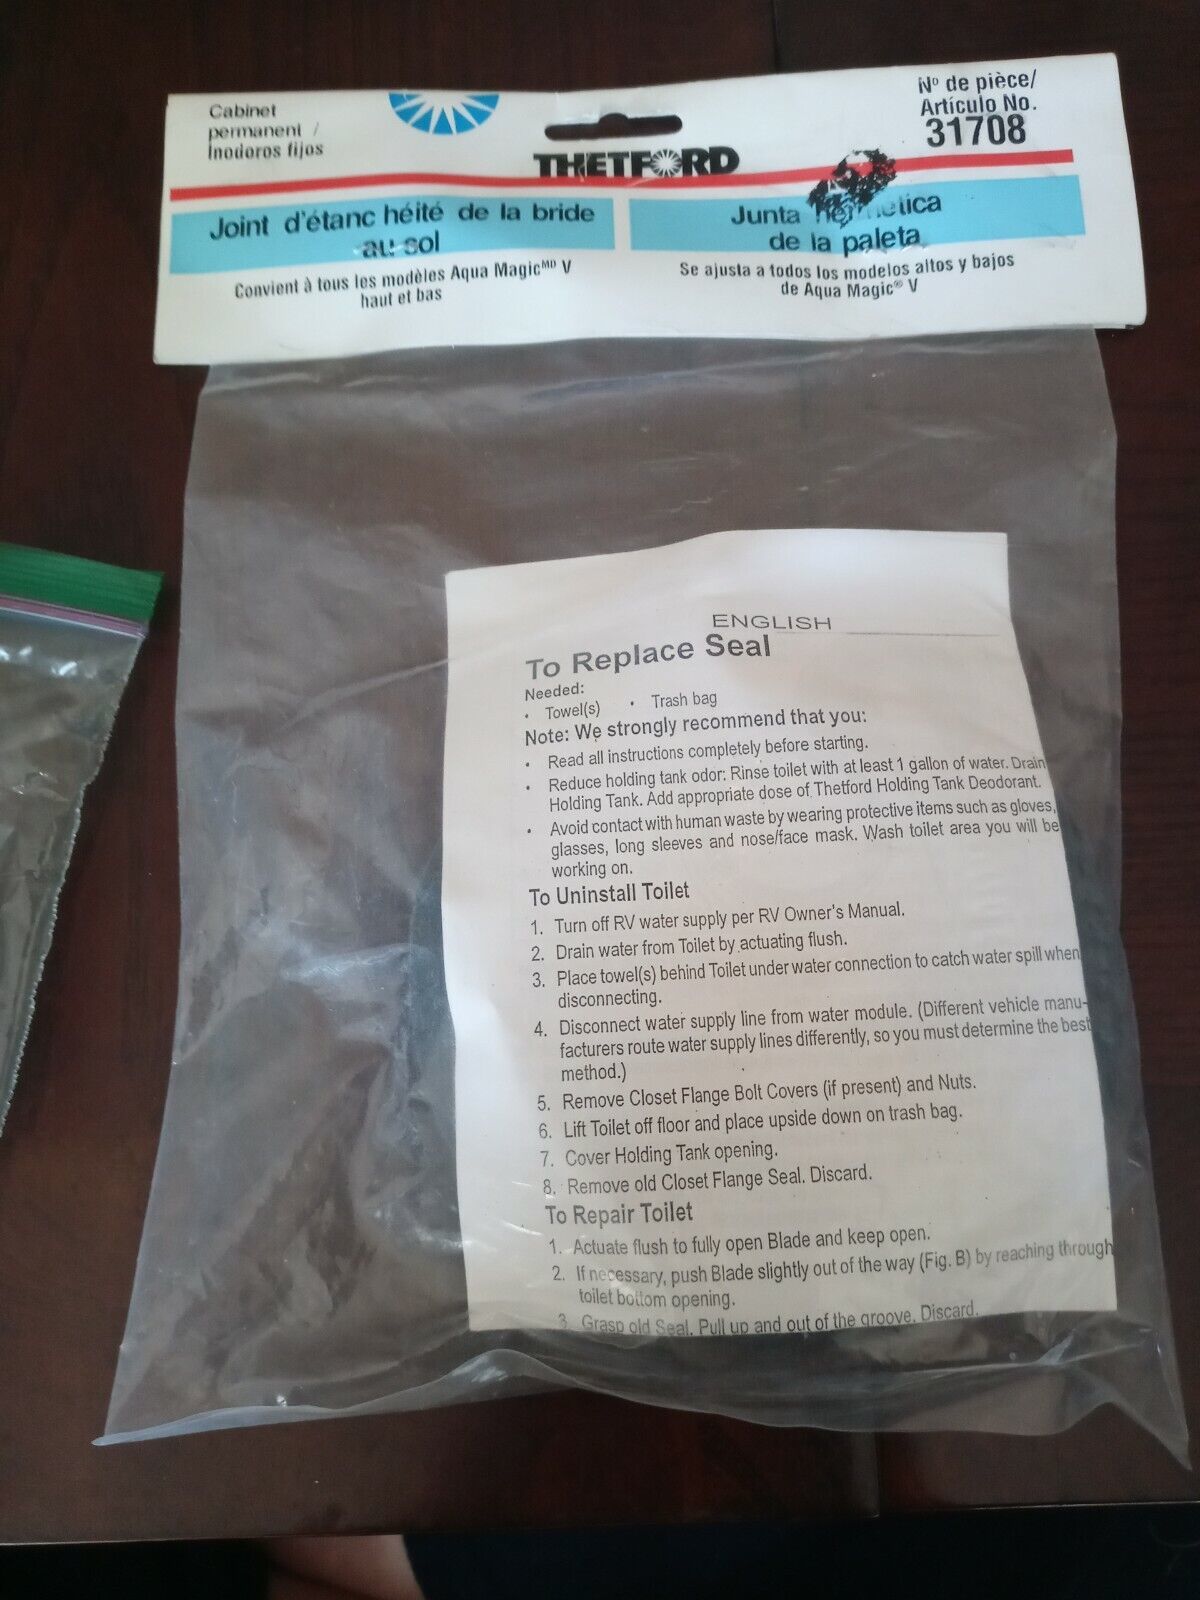 Cabinet
permanent /
Inodoros fijos
THETFORD
Nº de pièce/
Artículo No.
31708
Joint d'étanc héité de la bride
au sol
Convient à tous les modèles Aqua Magicᴹᴰ V
haut et bas
Junta hermetica
de la paleta
Se ajusta a todos los modelos altos y bajos
de Aqua Magic® V
ENGLISH
To Replace Seal
Needed:
• Towel(s) • Trash bag
Note: We strongly recommend that you:
• Read all instructions completely before starting.
• Reduce holding tank odor: Rinse toilet with at least 1 gallon of water. Drain
Holding Tank. Add appropriate dose of Thetford Holding Tank Deodorant.
• Avoid contact with human waste by wearing protective items such as gloves,
glasses, long sleeves and nose/face mask. Wash toilet area you will be
working on.
To Uninstall Toilet
1. Turn off RV water supply per RV Owner's Manual.
2. Drain water from Toilet by actuating flush.
3. Place towel(s) behind Toilet under water connection to catch water spill when
disconnecting.
4. Disconnect water supply line from water module. (Different vehicle manu-
facturers route water supply lines differently, so you must determine the best
method.)
5. Remove Closet Flange Bolt Covers (if present) and Nuts.
6. Lift Toilet off floor and place upside down on trash bag.
7. Cover Holding Tank opening.
8. Remove old Closet Flange Seal. Discard.
To Repair Toilet
1. Actuate flush to fully open Blade and keep open.
2. If necessary, push Blade slightly out of the way (Fig. B) by reaching through
toilet bottom opening.
3. Grasp old Seal. Pull up and out of the groove. Discard.